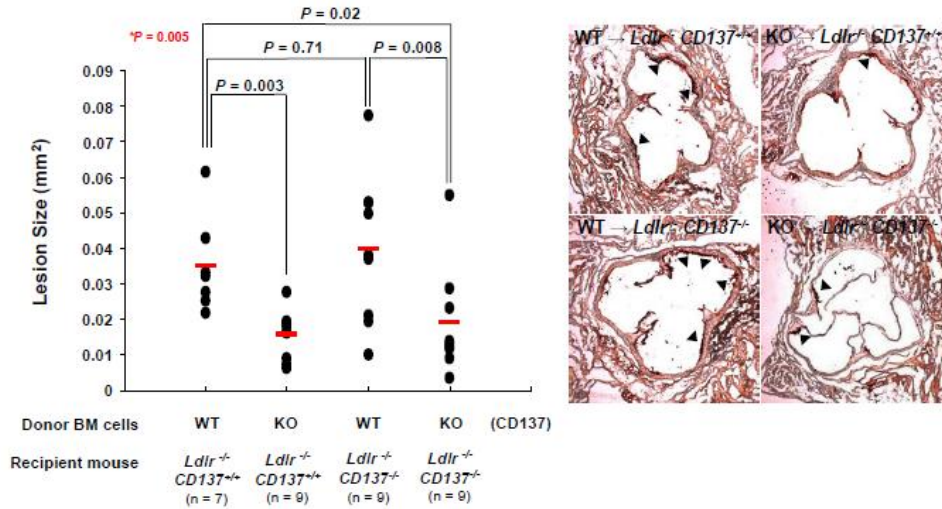 P = 0.02
*P = 0.005
P = 0.71
P = 0.008
P = 0.003
Lesion Size (mm²)
0.09
0.08
0.07
0.06
0.05
0.04
0.03
0.02
0.01
0
Donor BM cells WT KO WT KO (CD137)
Recipient mouse
Ldlr⁻/⁻ Ldlr⁻/⁻ Ldlr⁻/⁻ Ldlr⁻/⁻
CD137⁺/⁺ CD137⁺/⁺ CD137⁻/⁻ CD137⁻/⁻
(n = 7) (n = 9) (n = 9) (n = 9)
WT → Ldlr⁻/⁻ CD137⁺/⁺
KO → Ldlr⁻/⁻ CD137⁺/⁺
WT → Ldlr⁻/⁻ CD137⁻/⁻
KO → Ldlr⁻/⁻ CD137⁻/⁻